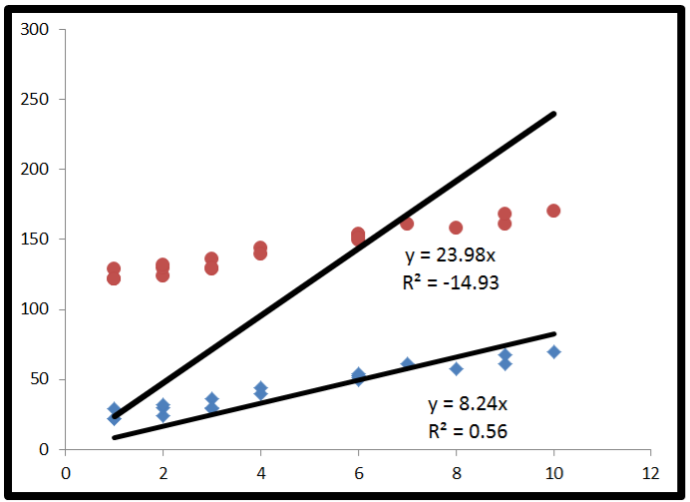 300
250
200
150
y = 23.98x
R² = -14.93
100
50
y = 8.24x
R² = 0.56
0
0 2 4 6 8 10 12